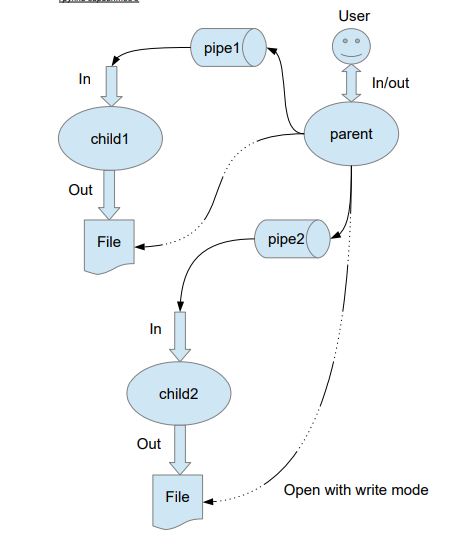 User
pipe1
In
In/out
child1
parent
Out
File
pipe2
In
child2
Out
File
Open with write mode